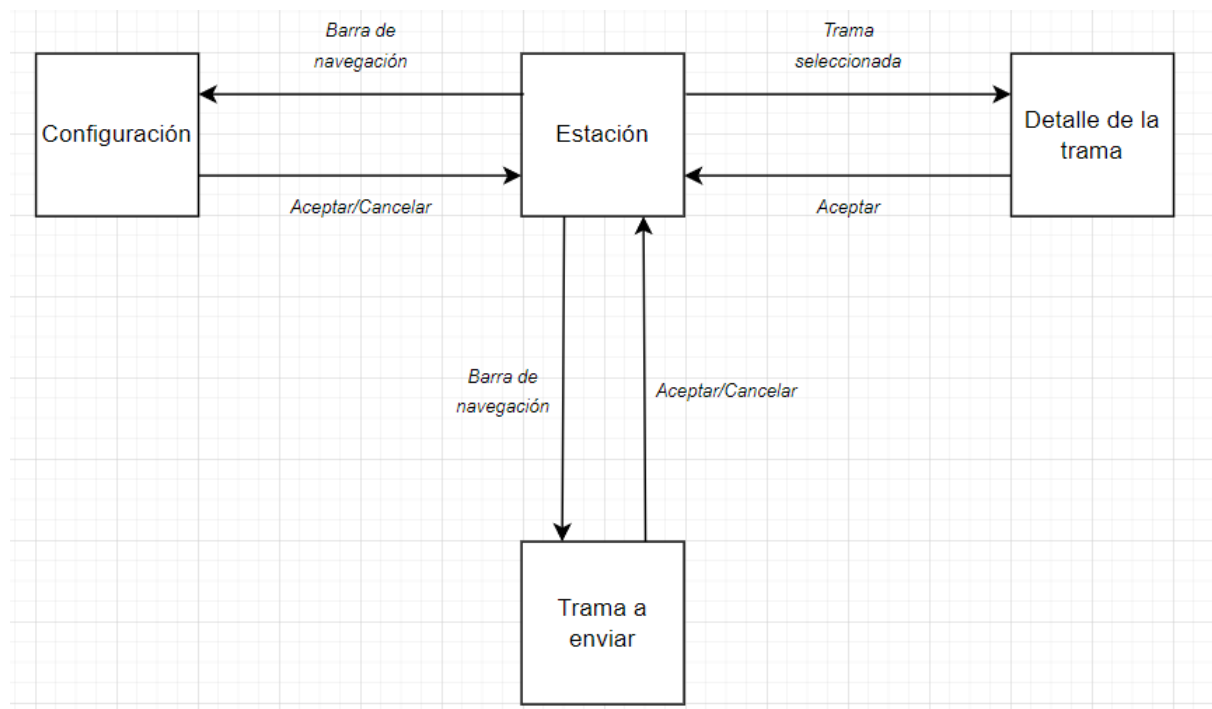 Barra de
navegación
Trama
seleccionada
Configuración
Estación
Detalle de la
trama
Aceptar/Cancelar
Aceptar
Barra de
navegación
Aceptar/Cancelar
Trama a
enviar